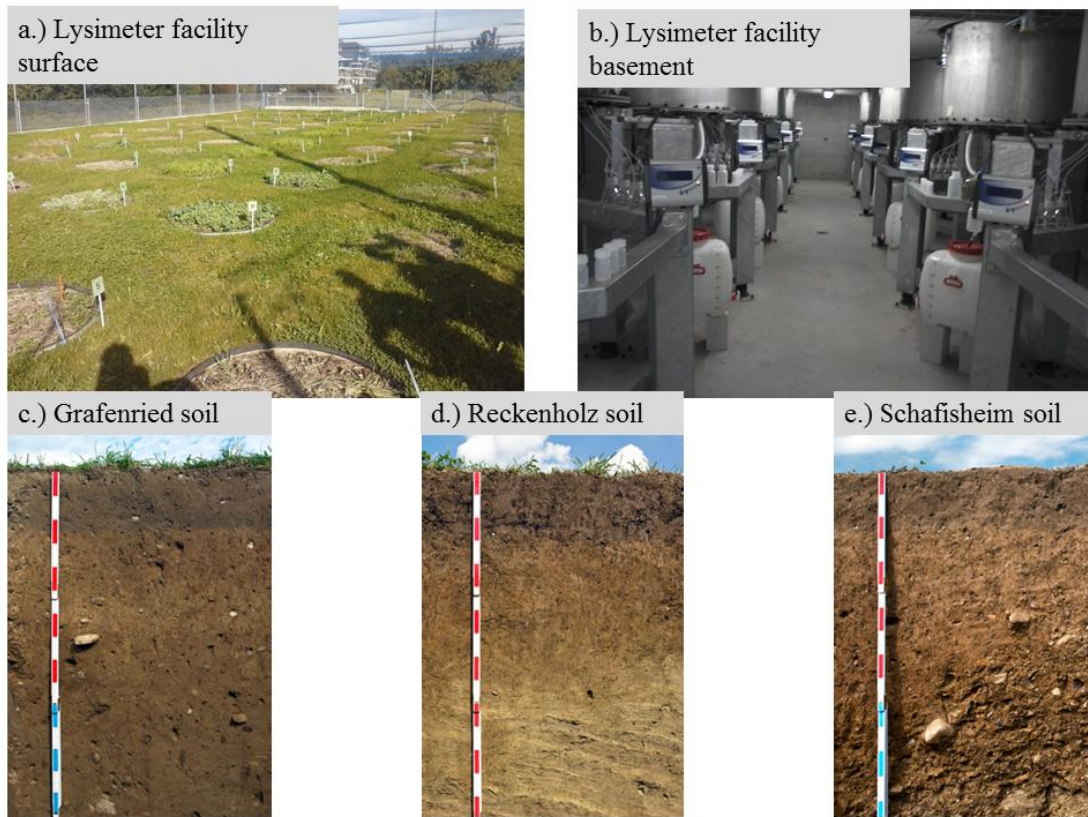 a.) Lysimeter facility
surface
b.) Lysimeter facility
basement
c.) Grafenried soil
d.) Reckenholz soil
e.) Schafisheim soil